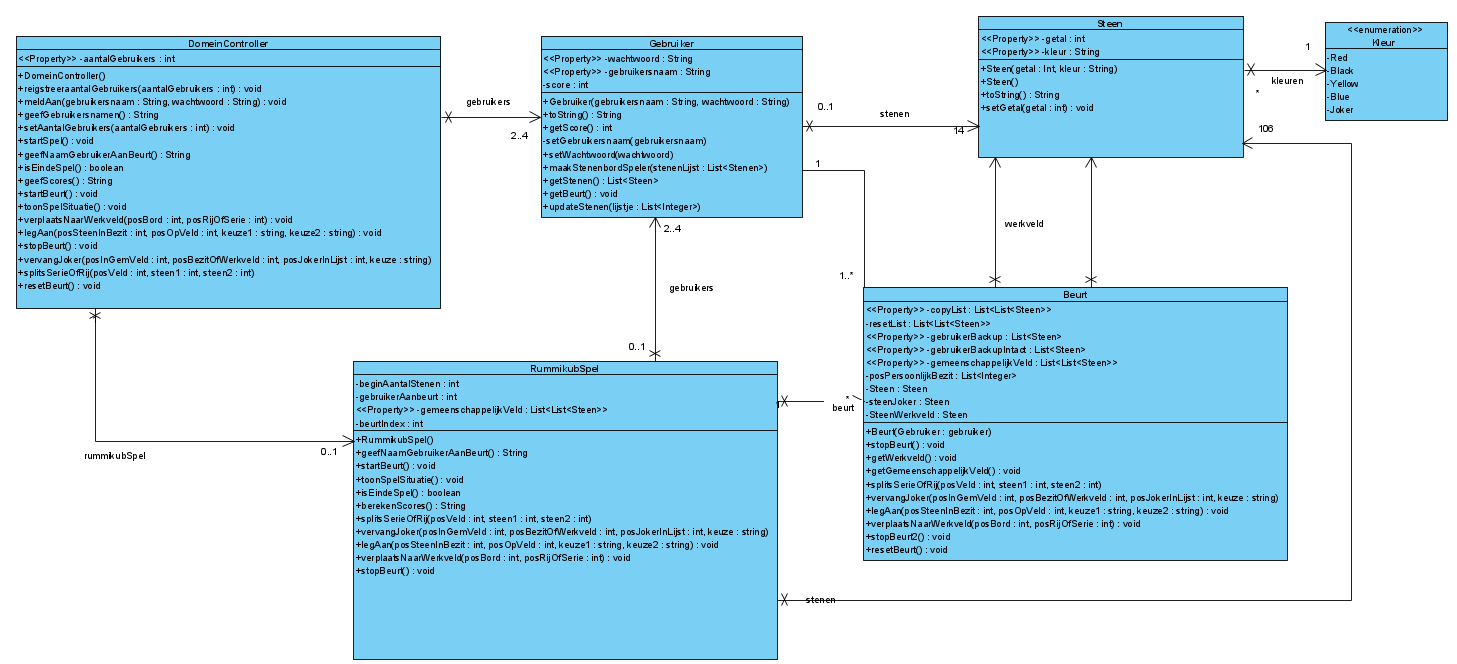 DomeinController
<<Property>> -aantalGebruikers : int
+DomeinController()
+reigstreeraantalGebruikers(aantalGebruikers : int) : void
+meldAan(gebruikersnaam : String, wachtwoord : String) : void
+geefGebruikersnamen() : String
+setAantalGebruikers(aantalGebruikers : int) : void
+startSpel() : void
+geefNaamGebruikerAanBeurt() : String
+isEindeSpel() : boolean
+geefScores() : String
+startBeurt() : void
+toonSpelSituatie() : void
+verplaatsNaarWerkveld(posBord : int, posRijOfSerie : int) : void
+legAan(posSteenInBezit : int, posOpVeld : int, keuze1 : string, keuze2 : string) : void
+stopBeurt() : void
+vervangJoker(posInGemVeld : int, posBezitOfWerkveld : int, posJokerInLijst : int, keuze : string)
+splitsSerieOfRij(posVeld : int, steen1 : int, steen2 : int)
+resetBeurt() : void
gebruikers
2..4
Gebruiker
<<Property>> -wachtwoord : String
<<Property>> -gebruikersnaam : String
-score : int
+Gebruiker(gebruikersnaam : String, wachtwoord : String)
+toString() : String
+getScore() : int
-setGebruikersnaam(gebruikersnaam)
+setWachtwoord(wachtwoord)
+maakStenenbordSpeler(stenenLijst : List<Stenen>)
+getStenen() : List<Steen>
+getBeurt() : void
+updateStenen(lijstje : List<Integer>)
0..1
stenen
14
1
1..*
Steen
<<Property>> -getal : int
<<Property>> -kleur : String
+Steen(getal : Int, kleur : String)
+Steen()
+toString() : String
+setGetal(getal : int) : void
1
kleuren
*
<<enumeration>>
Kleur
-Red
-Black
-Yellow
-Blue
-Joker
106
werkveld
2..4
gebruikers
0..1
rummikubSpel
0..1
RummikubSpel
-beginAantalStenen : int
-gebruikerAanbeurt : int
<<Property>> -gemeenschappelijkVeld : List<List<Steen>>
-beurtIndex : int
+RummikubSpel()
+geefNaamGebruikerAanBeurt() : String
+startBeurt() : void
+toonSpelSituatie() : void
+isEindeSpel() : boolean
+berekenScores() : String
+splitsSerieOfRij(posVeld : int, steen1 : int, steen2 : int)
+vervangJoker(posInGemVeld : int, posBezitOfWerkveld : int, posJokerInLijst : int, keuze : string)
+legAan(posSteenInBezit : int, posOpVeld : int, keuze1 : string, keuze2 : string) : void
+verplaatsNaarWerkveld(posBord : int, posRijOfSerie : int) : void
+stopBeurt() : void
1
*
beurt
stenen
Beurt
<<Property>> -copyList : List<List<Steen>>
-resetList : List<List<Steen>>
<<Property>> -gebruikerBackup : List<Steen>
<<Property>> -gebruikerBackupIntact : List<Steen>
<<Property>> -gemeenschappelijkVeld : List<List<Steen>>
-posPersoonlijkBezit : List<Integer>
-Steen : Steen
-steenJoker : Steen
-SteenWerkveld : Steen
+Beurt(Gebruiker : gebruiker)
+stopBeurt() : void
+getWerkveld() : void
+getGemeenschappelijkVeld() : void
+splitsSerieOfRij(posVeld : int, steen1 : int, steen2 : int)
+vervangJoker(posInGemVeld : int, posBezitOfWerkveld : int, posJokerInLijst : int, keuze : string)
+legAan(posSteenInBezit : int, posOpVeld : int, keuze1 : string, keuze2 : string) : void
+verplaatsNaarWerkveld(posBord : int, posRijOfSerie : int) : void
+stopBeurt2() : void
+resetBeurt() : void